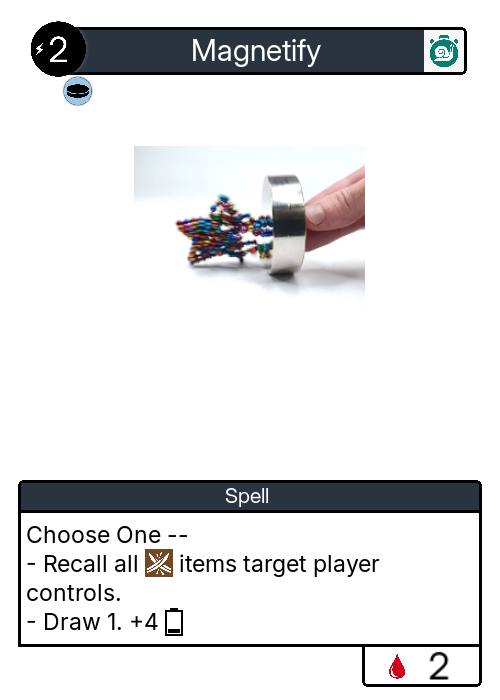 2
Magnetify
Spell
Choose One --
- Recall all items target player
controls.
- Draw 1. +4
2